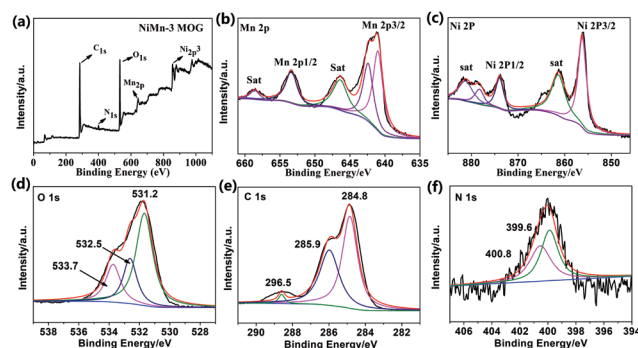 (a)
NiMn-3 MOG
C1s
O1s
Ni2p3
Mn2p
N1s
Intensity/a.u.
0 200 400 600 800 1000
Binding Energy (eV)
(b)
Mn 2p
Mn 2p3/2
Mn 2p1/2
Sat
Sat
Intensity/a.u.
660 655 650 645 640 635
Binding Energy/eV
(c)
Ni 2P
Ni 2P3/2
Ni 2P1/2
sat
sat
Intensity/a.u.
880 870 860 850
Binding Energy/eV
(d)
O 1s
531.2
532.5
533.7
Intensity/a.u.
538 536 534 532 530 528
Binding Energy/eV
(e)
C 1s
284.8
285.9
296.5
Intensity/a.u.
290 288 286 284 282
Binding Energy/eV
(f)
N 1s
399.6
400.8
Intensity/a.u.
406 404 402 400 398 396 394
Binding Energy/eV